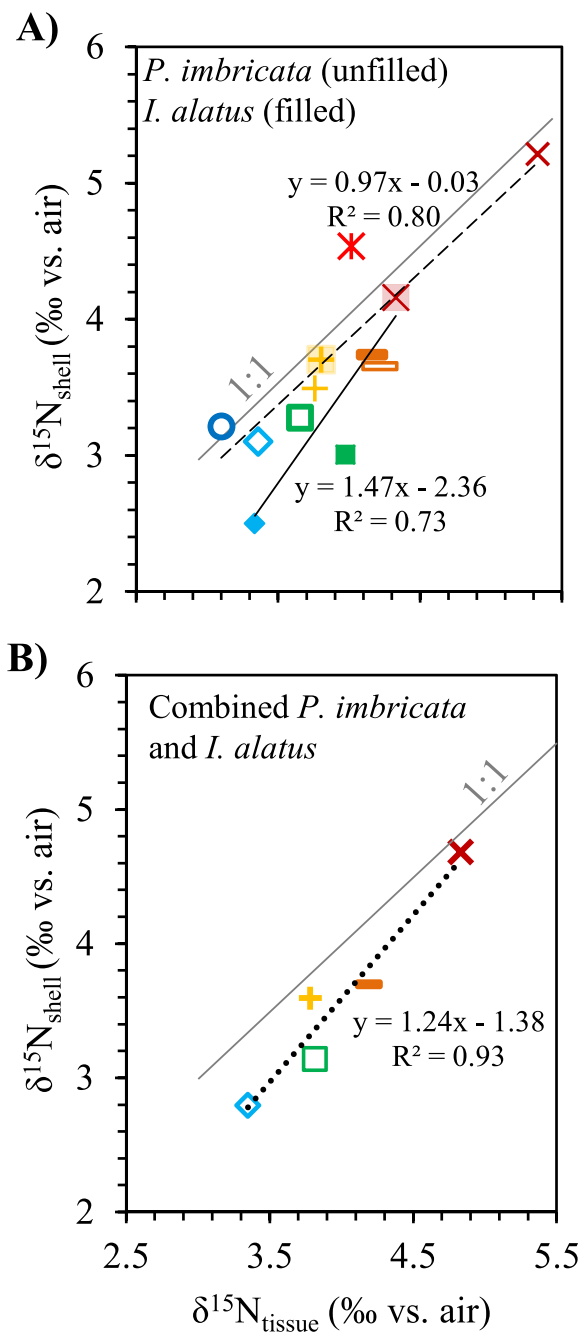 A)
6
P. imbricata (unfilled)
I. alatus (filled)
y = 0.97x - 0.03
R² = 0.80
5
4
1:1
3
y = 1.47x - 2.36
R² = 0.73
2
δ¹⁵N_shell (‰ vs. air)
B)
6
Combined P. imbricata
and I. alatus
1:1
5
4
y = 1.24x - 1.38
R² = 0.93
3
2
δ¹⁵N_shell (‰ vs. air)
2.5 3.5 4.5 5.5
δ¹⁵N_tissue (‰ vs. air)